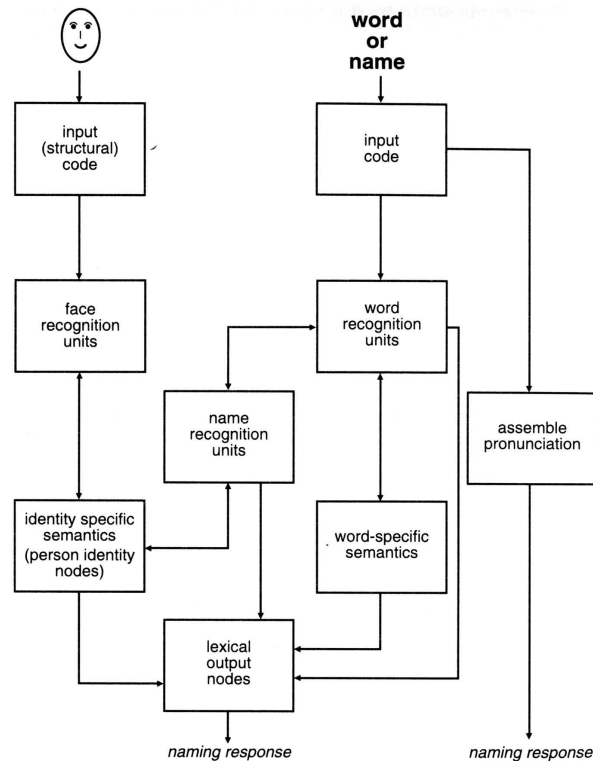 word
or
name
input
(structural)
code
input
code
face
recognition
units
word
recognition
units
name
recognition
units
assemble
pronunciation
identity specific
semantics
(person identity
nodes)
word-specific
semantics
lexical
output
nodes
naming response
naming response